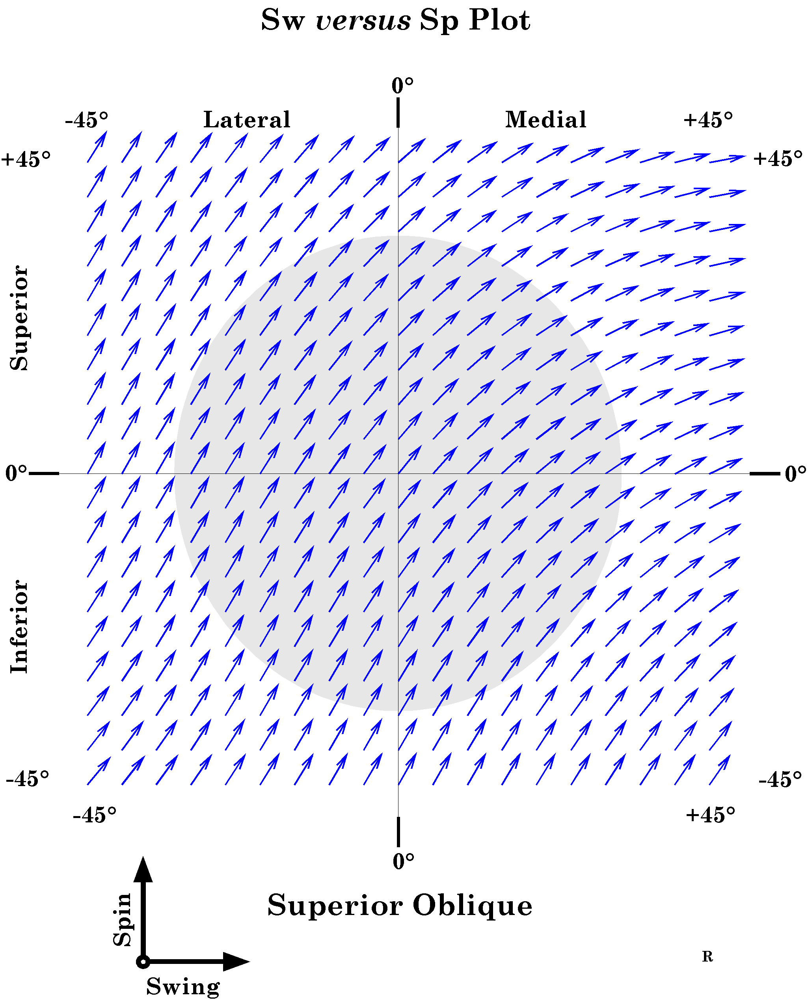 Sw versus Sp Plot
0°
-45° Lateral Medial +45°
+45° +45°
Superior
0° 0°
Inferior
-45° -45°
-45° +45°
0°
Spin
Superior Oblique
R
Swing